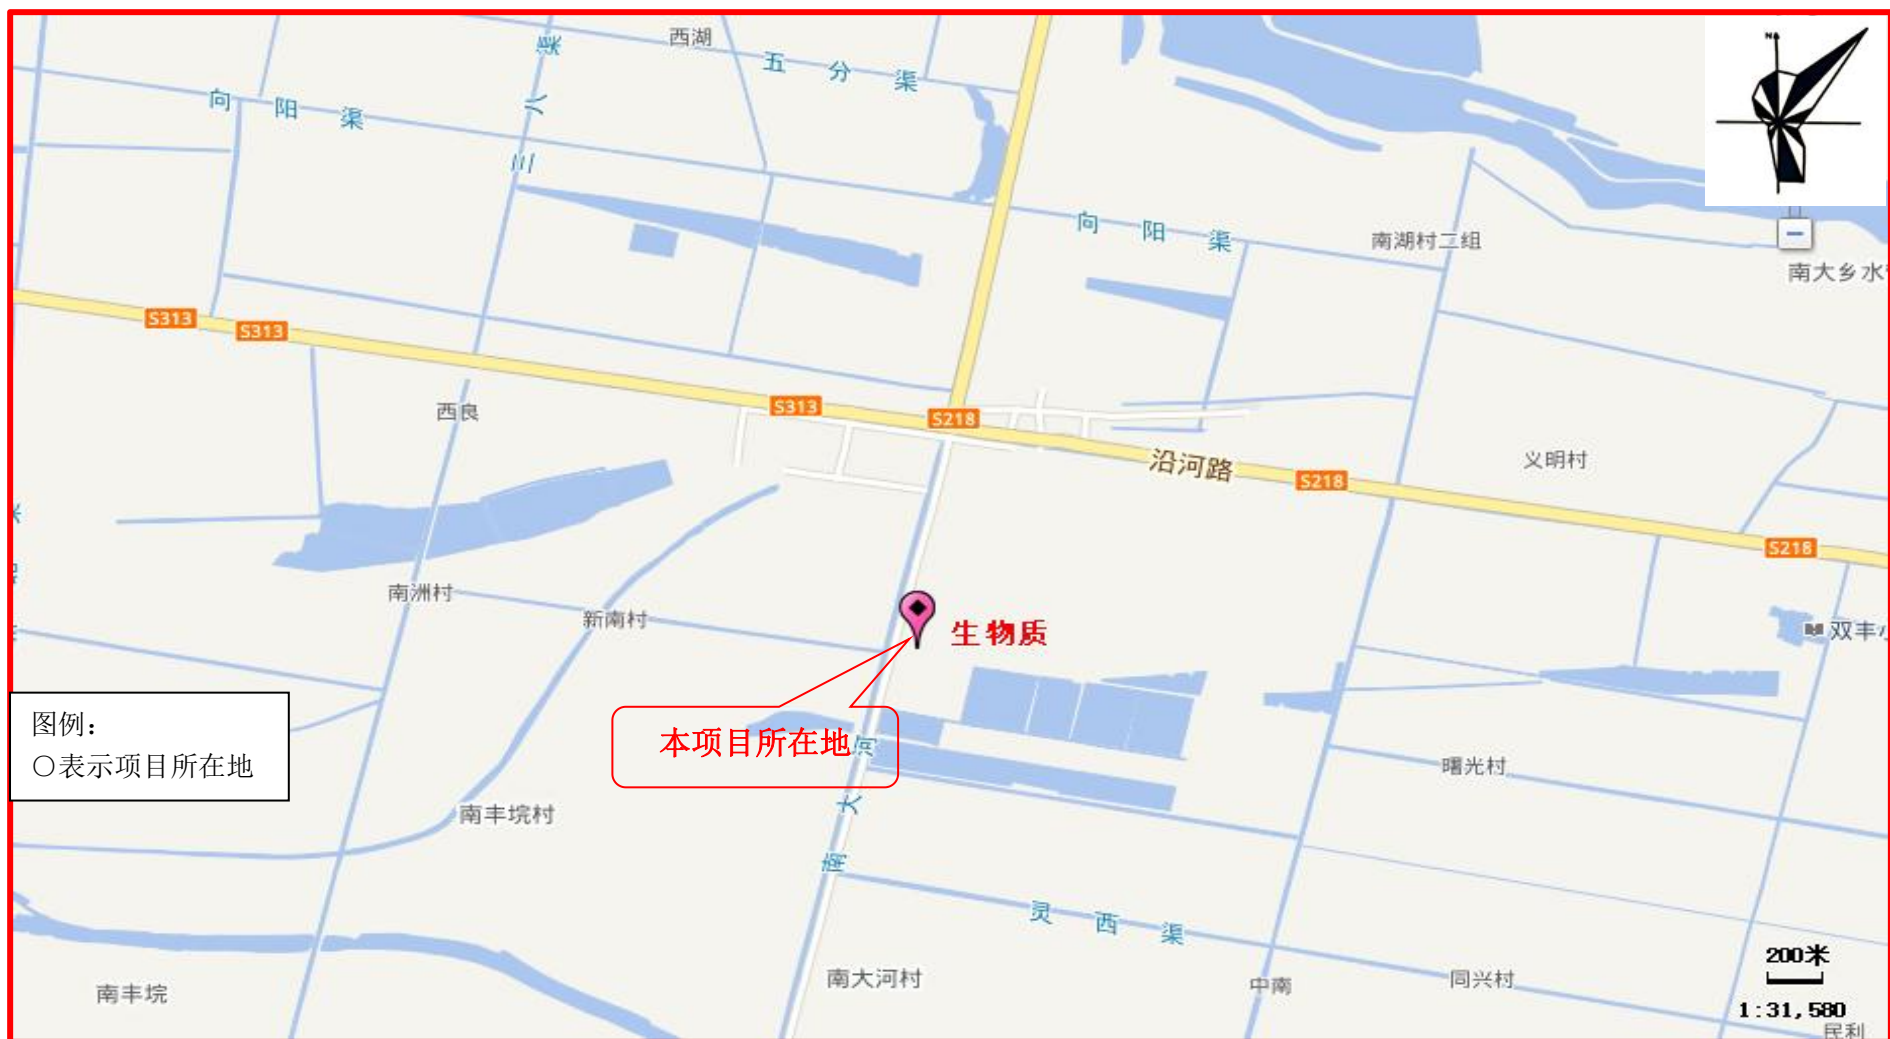 西湖
五分渠
三八渠
向阳渠
N
向阳渠
南湖村二组
南大乡水
S313
S313
西良
S313
S218
沿河路
S218
义明村
S218
南洲村
新南村
生物质
双丰小
图例：
○表示项目所在地
本项目所在地
南大河
曙光村
南丰垸村
灵西渠
南丰垸
南大河村
中南
同兴村
200米
1:31,580
民利